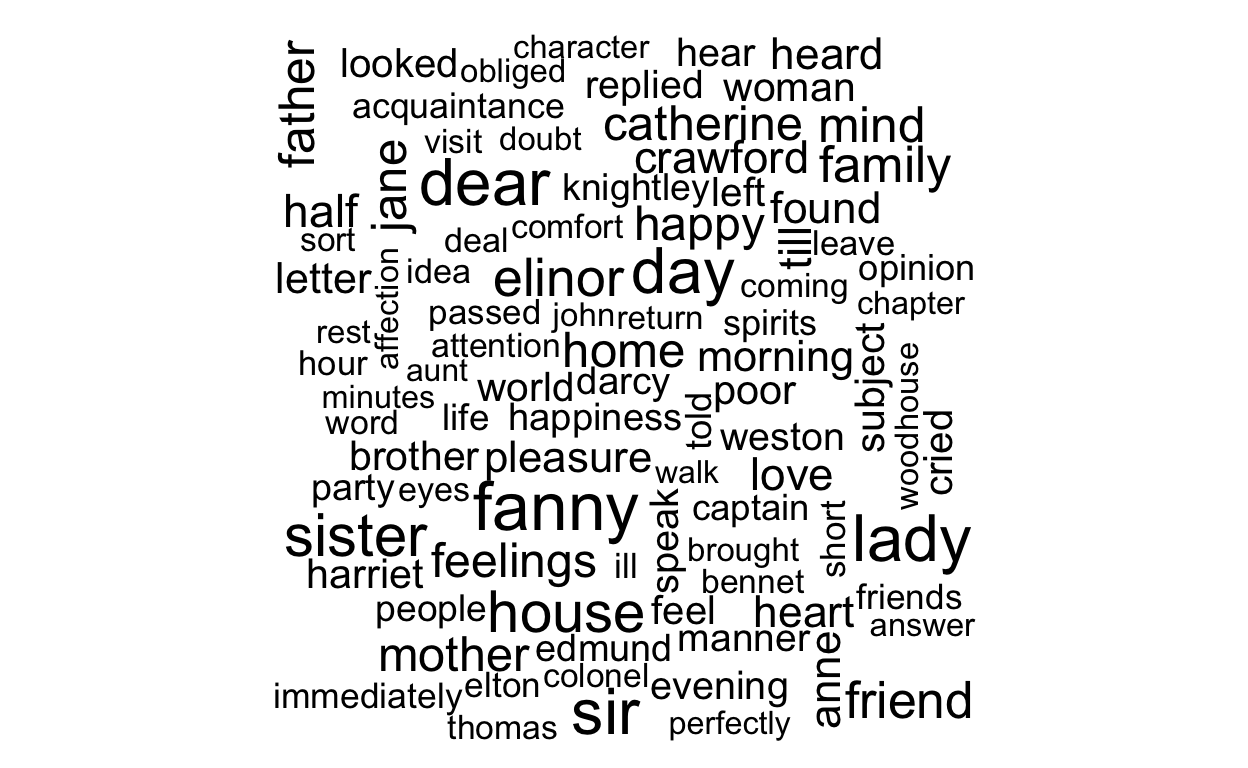 father
looked obliged character hear heard
acquaintance replied woman
visit doubt catherine mind
jane dear crawford family
half knightley left found
sort deal comfort happy till leave
letter affection idea elinor day coming opinion
passed john return spirits chapter
rest attention home morning subject woodhouse
hour aunt world darcy poor
minutes life happiness told weston cried
word
brother pleasure walk love
party eyes fanny speak captain short lady
sister feelings ill brought
harriet bennet
people house feel heart friends
answer
mother edmund manner anne
immediately elton colonel evening friend
thomas sir perfectly